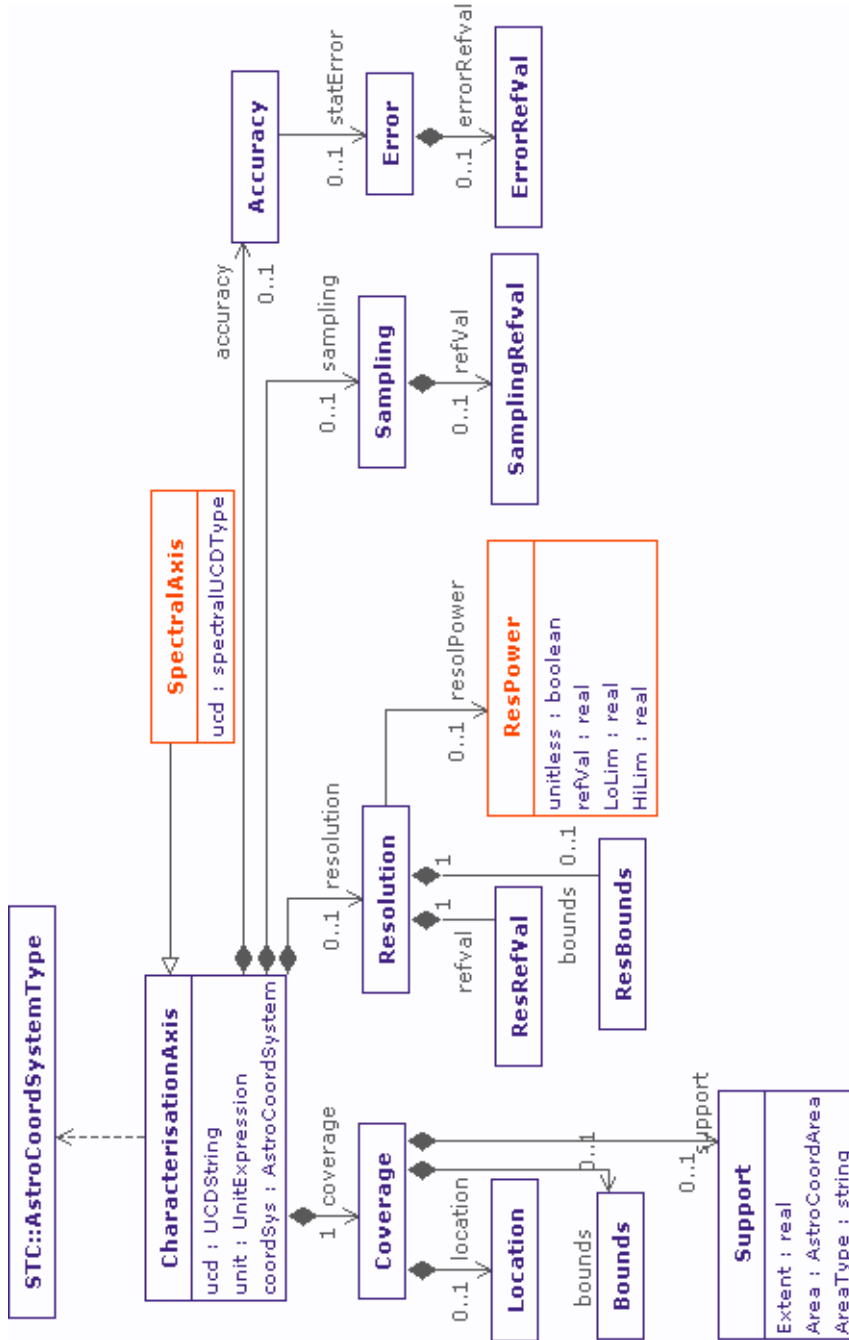 STC::AstroCoordSystemType
CharacterisationAxis
ucd : UCDString
unit : UnitExpression
coordSys : AstroCoordSystem
SpectralAxis
ucd : spectralUCDType
accuracy
0..1
Accuracy
statError
0..1
Error
errorRefval
0..1
ErrorRefVal
sampling
0..1
Sampling
refVal
0..1
SamplingRefval
resolution
0..1
Resolution
resolPower
0..1
ResPower
unitless : boolean
refVal : real
LoLim : real
HiLim : real
1
refval
ResRefVal
1
bounds
0..1
ResBounds
coverage
1
Coverage
location
0..1
Location
bounds
0..1
Bounds
support
0..1
Support
Extent : real
Area : AstroCoordArea
AreaType : string